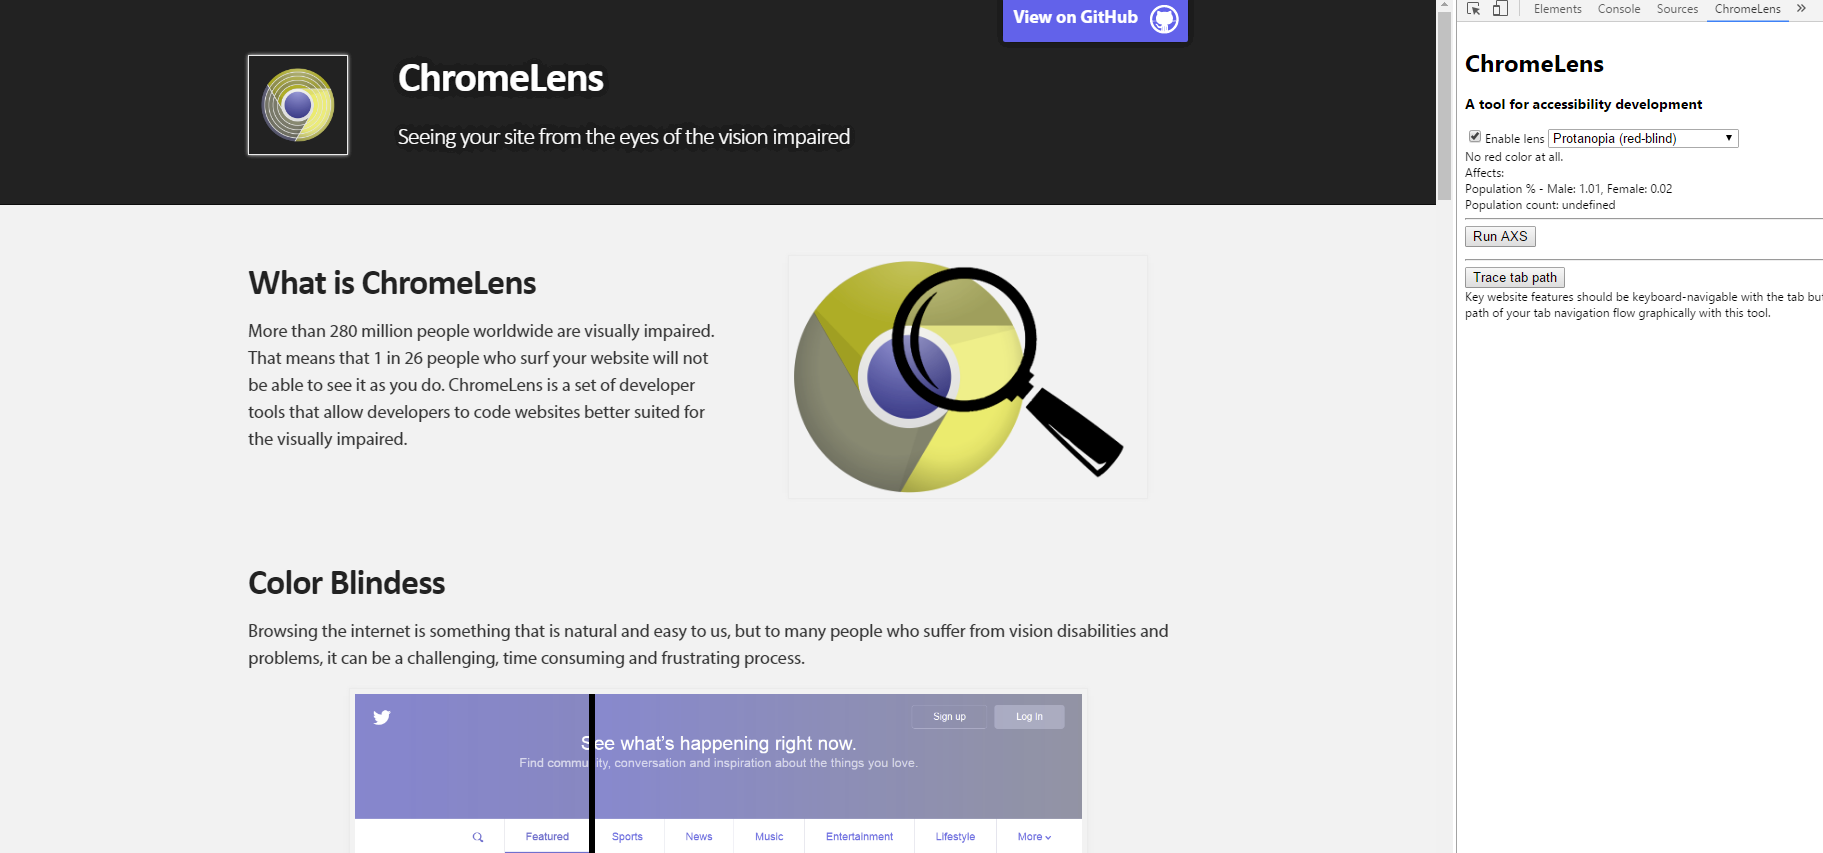 View on GitHub
ChromeLens
Seeing your site from the eyes of the vision impaired
What is ChromeLens
More than 280 million people worldwide are visually impaired.
That means that 1 in 26 people who surf your website will not
be able to see it as you do. ChromeLens is a set of developer
tools that allow developers to code websites better suited for
the visually impaired.
Color Blindess
Browsing the internet is something that is natural and easy to us, but to many people who suffer from vision disabilities and
problems, it can be a challenging, time consuming and frustrating process.
Sign up Log In
See what's happening right now.
Find community, conversation and inspiration about the things you love.
Featured Sports News Music Entertainment Lifestyle More
Elements Console Sources ChromeLens »
ChromeLens
A tool for accessibility development
Enable lens Protanopia (red-blind)
No red color at all.
Affects:
Population % - Male: 1.01, Female: 0.02
Population count: undefined
Run AXS
Trace tab path
Key website features should be keyboard-navigable with the tab but
path of your tab navigation flow graphically with this tool.